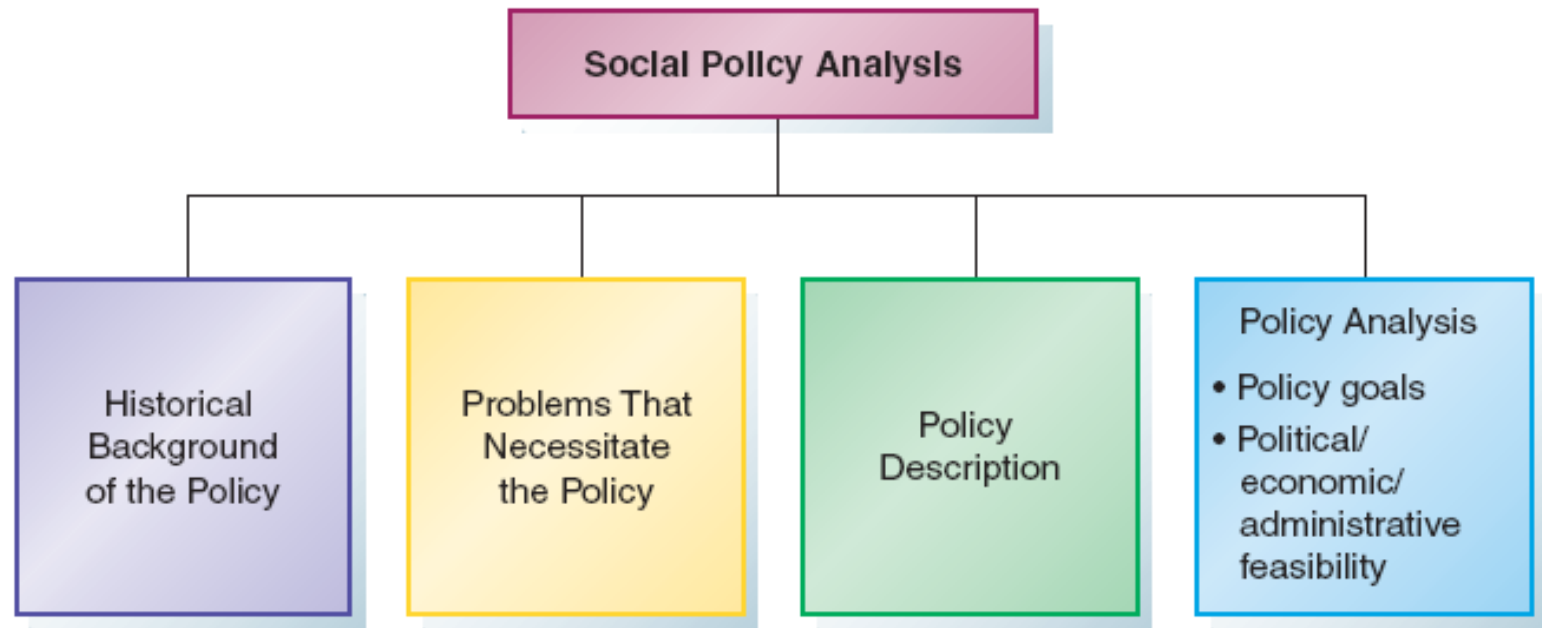 Social Policy Analysis
Historical
Background
of the Policy
Problems That
Necessitate
the Policy
Policy
Description
Policy Analysis
• Policy goals
• Political/
economic/
administrative
feasibility